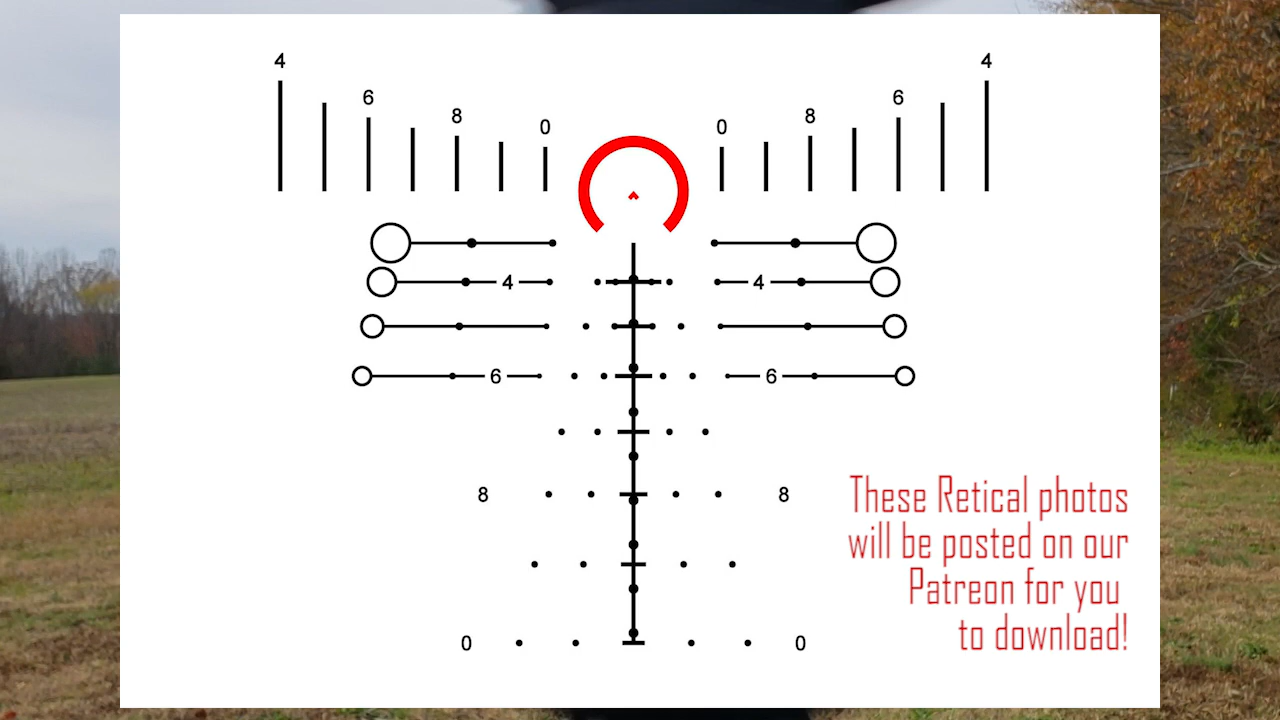 4 4
6 6
8 8
0 0
4 4
6 6
8 8
0 0
These Retical photos
will be posted on our
Patreon for you
to download!